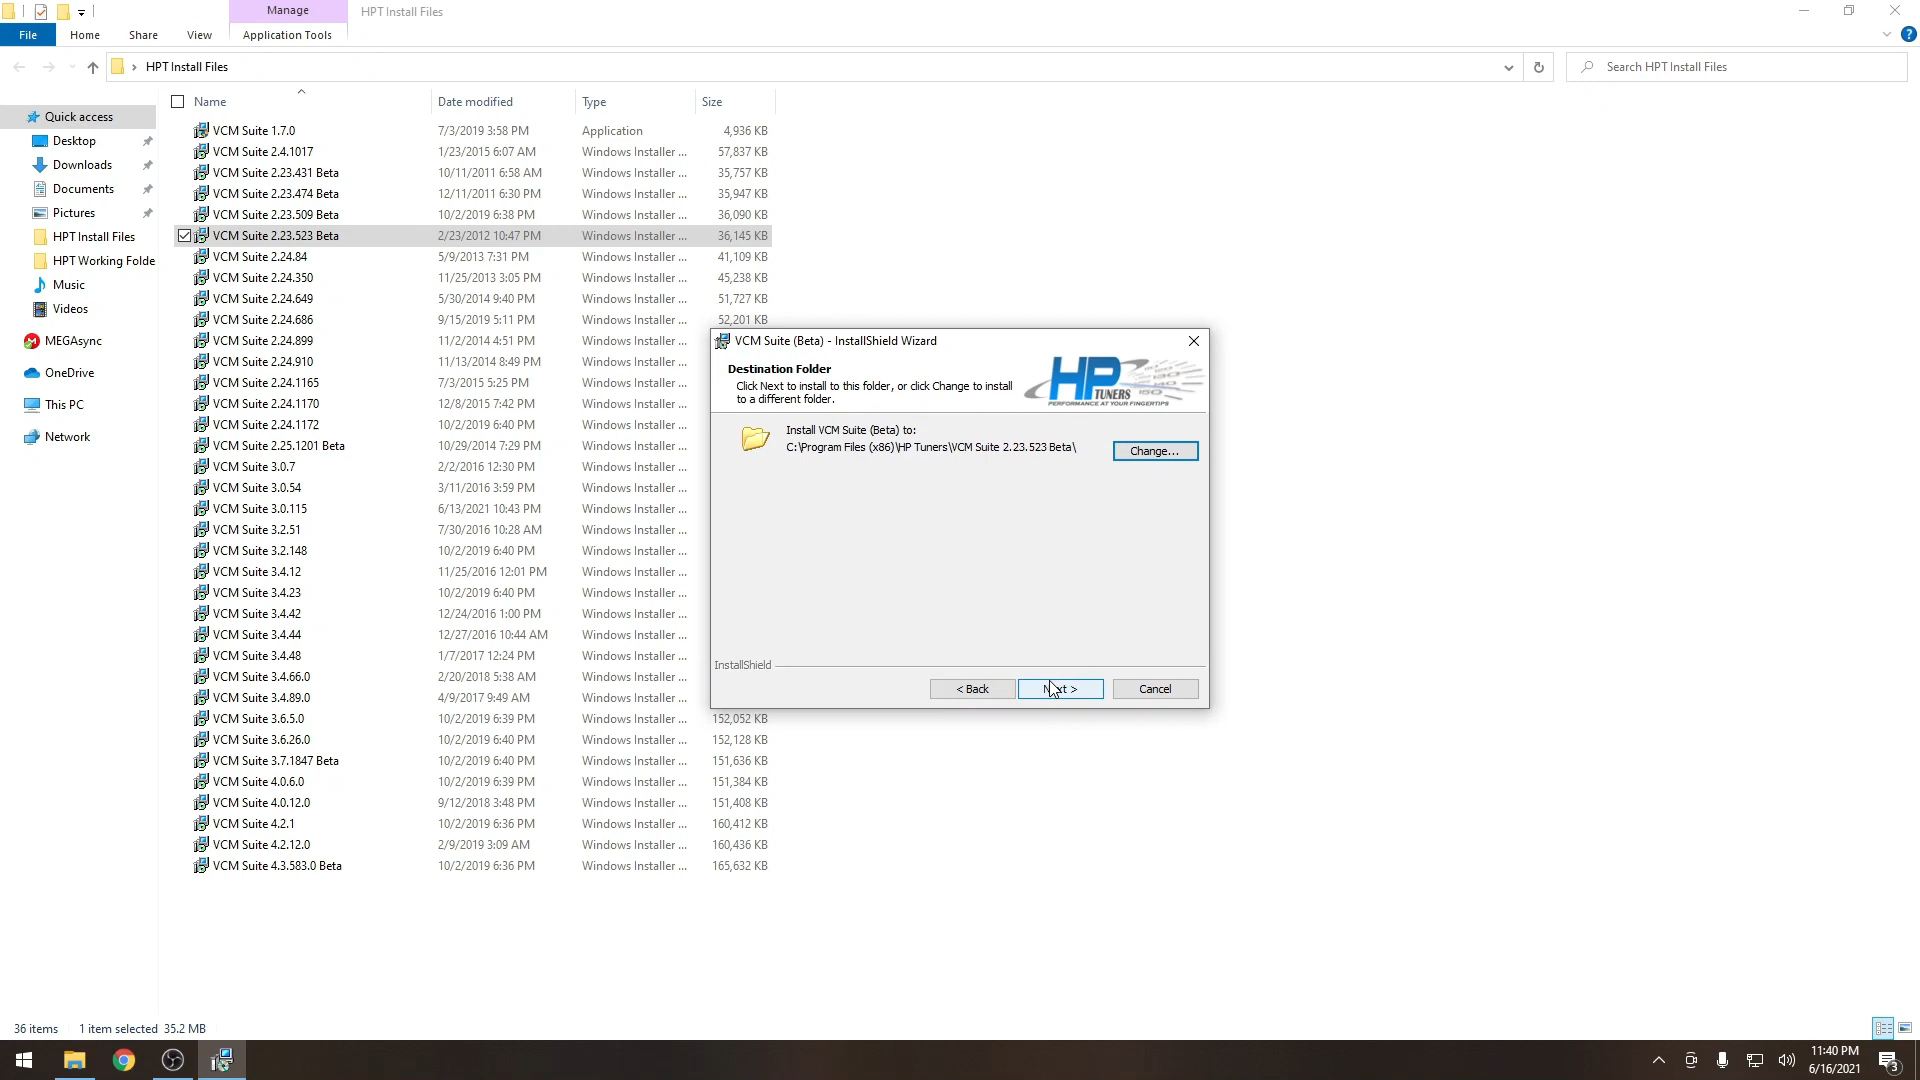 Manage
HPT Install Files
File
Home
Share
View
Application Tools
?
HPT Install Files
Search HPT Install Files
Name
Date modified
Type
Size
Quick access
Desktop
Downloads
Documents
Pictures
HPT Install Files
HPT Working Folde
Music
Videos
MEGAsync
OneDrive
This PC
Network
VCM Suite 1.7.0 7/3/2019 3:58 PM Application 4,936 KB
VCM Suite 2.4.1017 1/23/2015 6:07 AM Windows Installer ... 57,837 KB
VCM Suite 2.23.431 Beta 10/11/2011 6:58 AM Windows Installer ... 35,757 KB
VCM Suite 2.23.474 Beta 12/11/2011 6:30 PM Windows Installer ... 35,947 KB
VCM Suite 2.23.509 Beta 10/2/2019 6:38 PM Windows Installer ... 36,090 KB
VCM Suite 2.23.523 Beta 2/23/2012 10:47 PM Windows Installer ... 36,145 KB
VCM Suite 2.24.84 5/9/2013 7:31 PM Windows Installer ... 41,109 KB
VCM Suite 2.24.350 11/25/2013 3:05 PM Windows Installer ... 45,238 KB
VCM Suite 2.24.649 5/30/2014 9:40 PM Windows Installer ... 51,727 KB
VCM Suite 2.24.686 9/15/2019 5:11 PM Windows Installer ... 52,201 KB
VCM Suite 2.24.899 11/2/2014 4:51 PM Windows Installer ...
VCM Suite 2.24.910 11/13/2014 8:49 PM Windows Installer ...
VCM Suite 2.24.1165 7/3/2015 5:25 PM Windows Installer ...
VCM Suite 2.24.1170 12/8/2015 7:42 PM Windows Installer ...
VCM Suite 2.24.1172 10/2/2019 6:40 PM Windows Installer ...
VCM Suite 2.25.1201 Beta 10/29/2014 7:29 PM Windows Installer ...
VCM Suite 3.0.7 2/2/2016 12:30 PM Windows Installer ...
VCM Suite 3.0.54 3/11/2016 3:59 PM Windows Installer ...
VCM Suite 3.0.115 6/13/2021 10:43 PM Windows Installer ...
VCM Suite 3.2.51 7/30/2016 10:28 AM Windows Installer ...
VCM Suite 3.2.148 10/2/2019 6:40 PM Windows Installer ...
VCM Suite 3.4.12 11/25/2016 12:01 PM Windows Installer ...
VCM Suite 3.4.23 10/2/2019 6:40 PM Windows Installer ...
VCM Suite 3.4.42 12/24/2016 1:00 PM Windows Installer ...
VCM Suite 3.4.44 12/27/2016 10:44 AM Windows Installer ...
VCM Suite 3.4.48 1/7/2017 12:24 PM Windows Installer ...
VCM Suite 3.4.66.0 2/20/2018 5:38 AM Windows Installer ...
VCM Suite 3.4.89.0 4/9/2017 9:49 AM Windows Installer ...
VCM Suite 3.6.5.0 10/2/2019 6:39 PM Windows Installer ... 152,052 KB
VCM Suite 3.6.26.0 10/2/2019 6:40 PM Windows Installer ... 152,128 KB
VCM Suite 3.7.1847 Beta 10/2/2019 6:40 PM Windows Installer ... 151,636 KB
VCM Suite 4.0.6.0 10/2/2019 6:39 PM Windows Installer ... 151,384 KB
VCM Suite 4.0.12.0 9/12/2018 3:48 PM Windows Installer ... 151,408 KB
VCM Suite 4.2.1 10/2/2019 6:36 PM Windows Installer ... 160,412 KB
VCM Suite 4.2.12.0 2/9/2019 3:09 AM Windows Installer ... 160,436 KB
VCM Suite 4.3.583.0 Beta 10/2/2019 6:36 PM Windows Installer ... 165,632 KB
VCM Suite (Beta) - InstallShield Wizard
Destination Folder
Click Next to install to this folder, or click Change to install
to a different folder.
HP
TUNERS
PERFORMANCE AT YOUR FINGERTIPS
Install VCM Suite (Beta) to:
C:\Program Files (x86)\HP Tuners\VCM Suite 2.23.523 Beta\
Change...
InstallShield
< Back
Next >
Cancel
36 items
1 item selected 35.2 MB
11:40 PM
6/16/2021
3